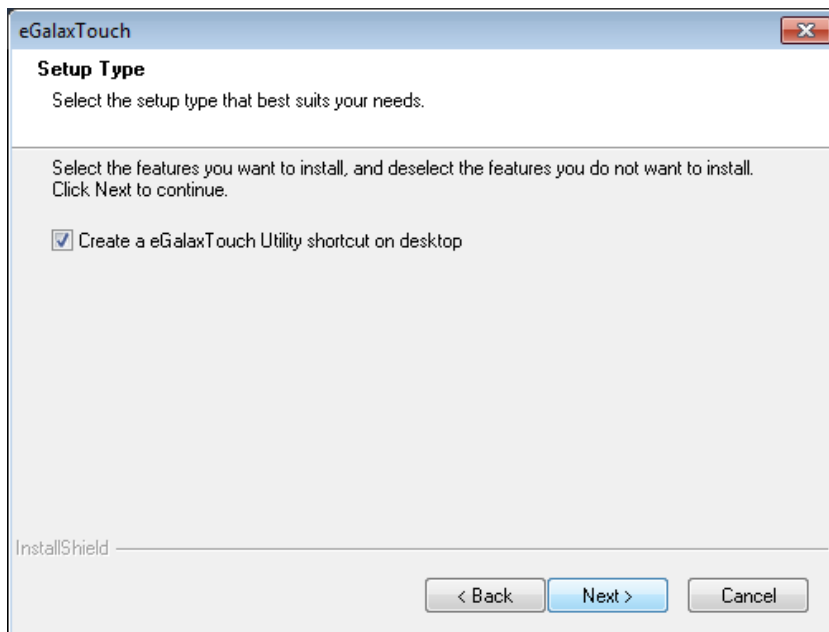 eGalaxTouch
Setup Type
Select the setup type that best suits your needs.
Select the features you want to install, and deselect the features you do not want to install.
Click Next to continue.
Create a eGalaxTouch Utility shortcut on desktop
InstallShield
< Back Next > Cancel